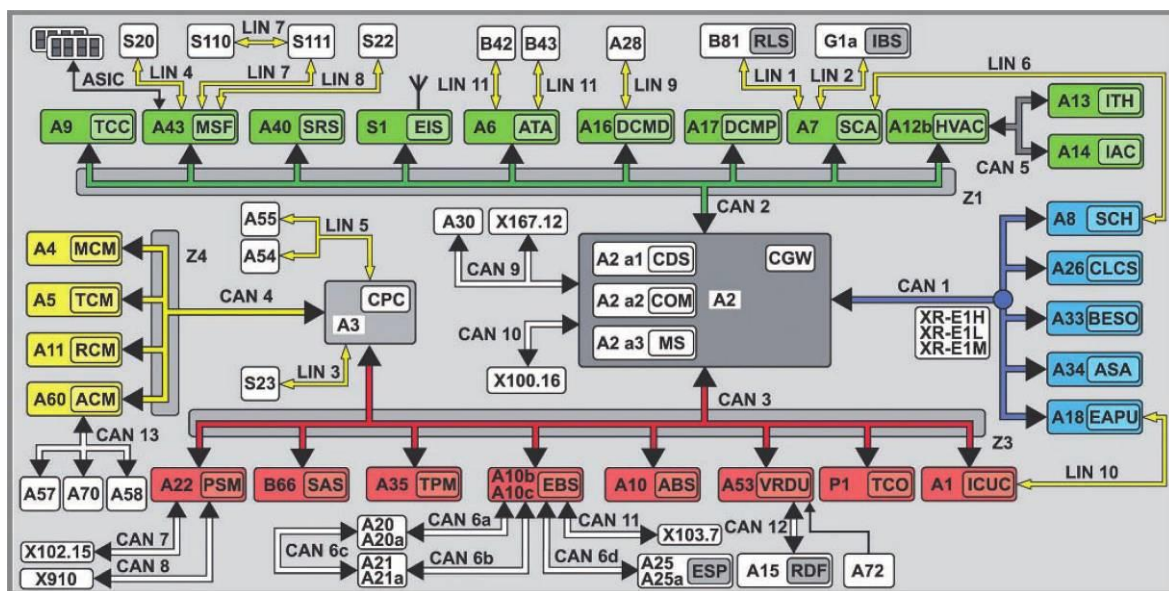 S20
LIN 7
S110
S111
S22
B42
B43
A28
B81 RLS
G1a IBS
ASIC
LIN 4
LIN 7
LIN 8
LIN 11
LIN 11
LIN 9
LIN 1
LIN 2
LIN 6
A9 TCC
A43 MSF
A40 SRS
S1 EIS
A6 ATA
A16 DCMD
A17 DCMP
A7 SCA
A12b HVAC
A13 ITH
A14 IAC
CAN 5
Z1
CAN 2
A55
LIN 5
A54
A30
X167.12
CAN 9
A8 SCH
A4 MCM
Z4
A5 TCM
CAN 4
A11 RCM
A60 ACM
CPC
A3
A2 a1 CDS
CGW
A2 a2 COM
A2
A2 a3 MS
CAN 10
X100.16
CAN 1
XR-E1H
XR-E1L
XR-E1M
A26 CLCS
A33 BESO
A34 ASA
A18 EAPU
S23
LIN 3
CAN 3
Z3
CAN 13
A57
A70
A58
LIN 10
A22 PSM
B66 SAS
A35 TPM
A10b
A10c
EBS
A10 ABS
A53 VRDU
P1 TCO
A1 ICUC
X102.15
CAN 7
X910
CAN 8
CAN 6c
A20
A20a
CAN 6a
A21
A21a
CAN 6b
CAN 11
X103.7
CAN 6d
A25
A25a
ESP
CAN 12
A15 RDF
A72